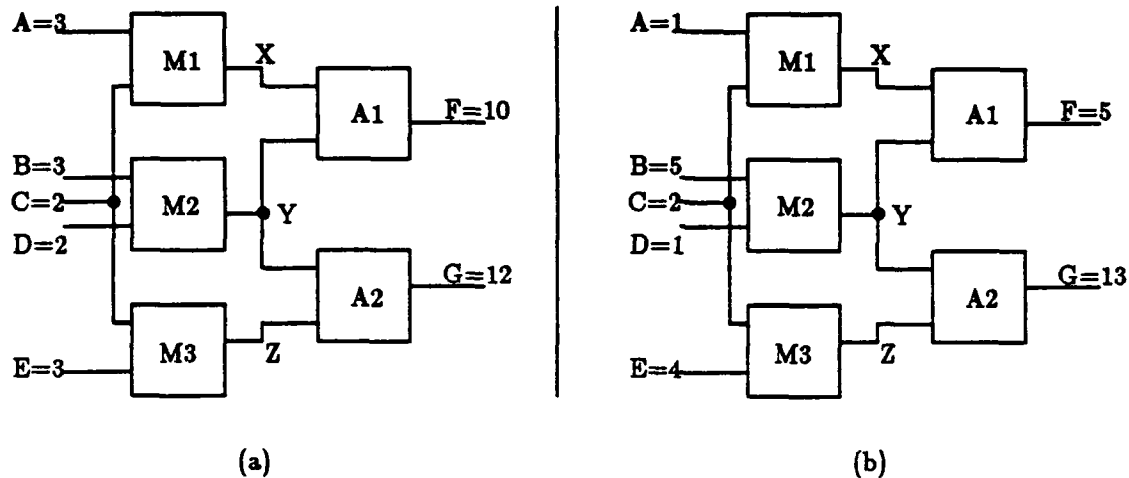 A=3
M1
X
A1
F=10
B=3
C=2
M2
Y
D=2
G=12
A2
M3
Z
E=3
(a)
A=1
M1
X
A1
F=5
B=5
C=2
M2
Y
D=1
G=13
A2
M3
Z
E=4
(b)